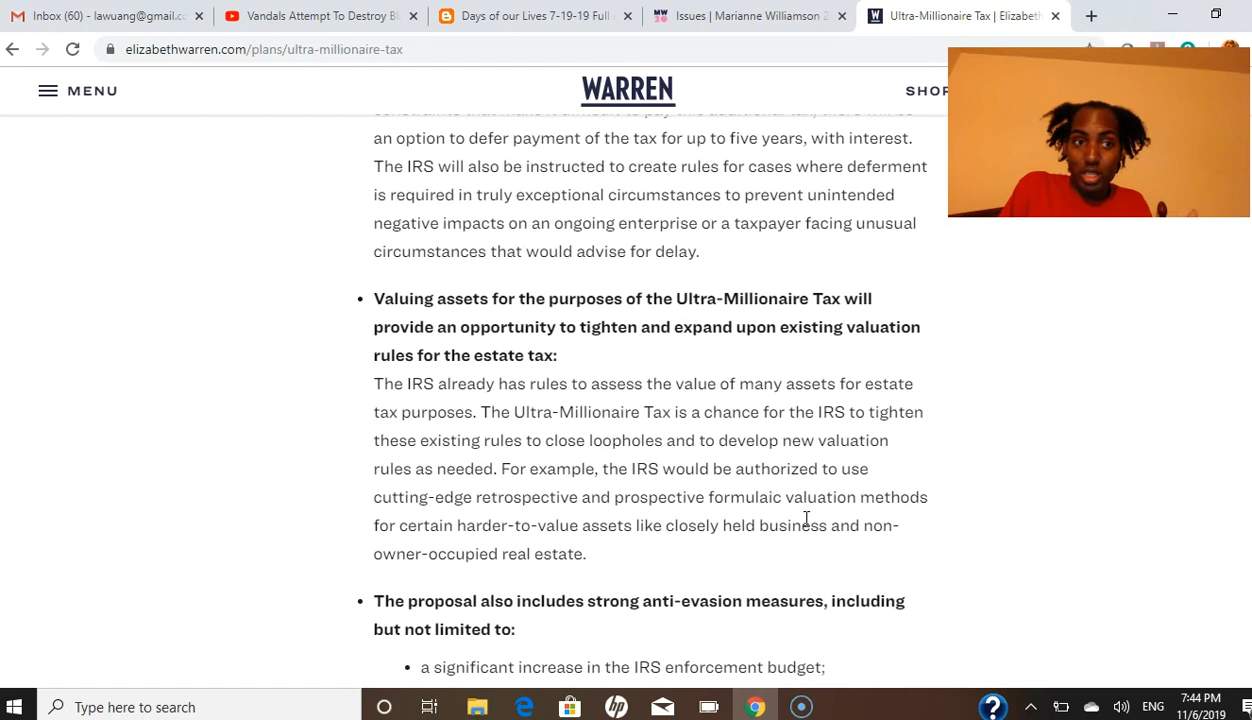 Inbox (60) - lawuang@gmail.c
Vandals Attempt To Destroy Bl
Days of our Lives 7-19-19 Full
Issues | Marianne Williamson 2
Ultra-Millionaire Tax | Elizabeth
elizabethwarren.com/plans/ultra-millionaire-tax
MENU
WARREN
SHOP
an option to defer payment of the tax for up to five years, with interest.
The IRS will also be instructed to create rules for cases where deferment
is required in truly exceptional circumstances to prevent unintended
negative impacts on an ongoing enterprise or a taxpayer facing unusual
circumstances that would advise for delay.
• Valuing assets for the purposes of the Ultra-Millionaire Tax will
provide an opportunity to tighten and expand upon existing valuation
rules for the estate tax:
The IRS already has rules to assess the value of many assets for estate
tax purposes. The Ultra-Millionaire Tax is a chance for the IRS to tighten
these existing rules to close loopholes and to develop new valuation
rules as needed. For example, the IRS would be authorized to use
cutting-edge retrospective and prospective formulaic valuation methods
for certain harder-to-value assets like closely held business and non-
owner-occupied real estate.
• The proposal also includes strong anti-evasion measures, including
but not limited to:
• a significant increase in the IRS enforcement budget;
Type here to search
ENG
7:44 PM
11/6/2019